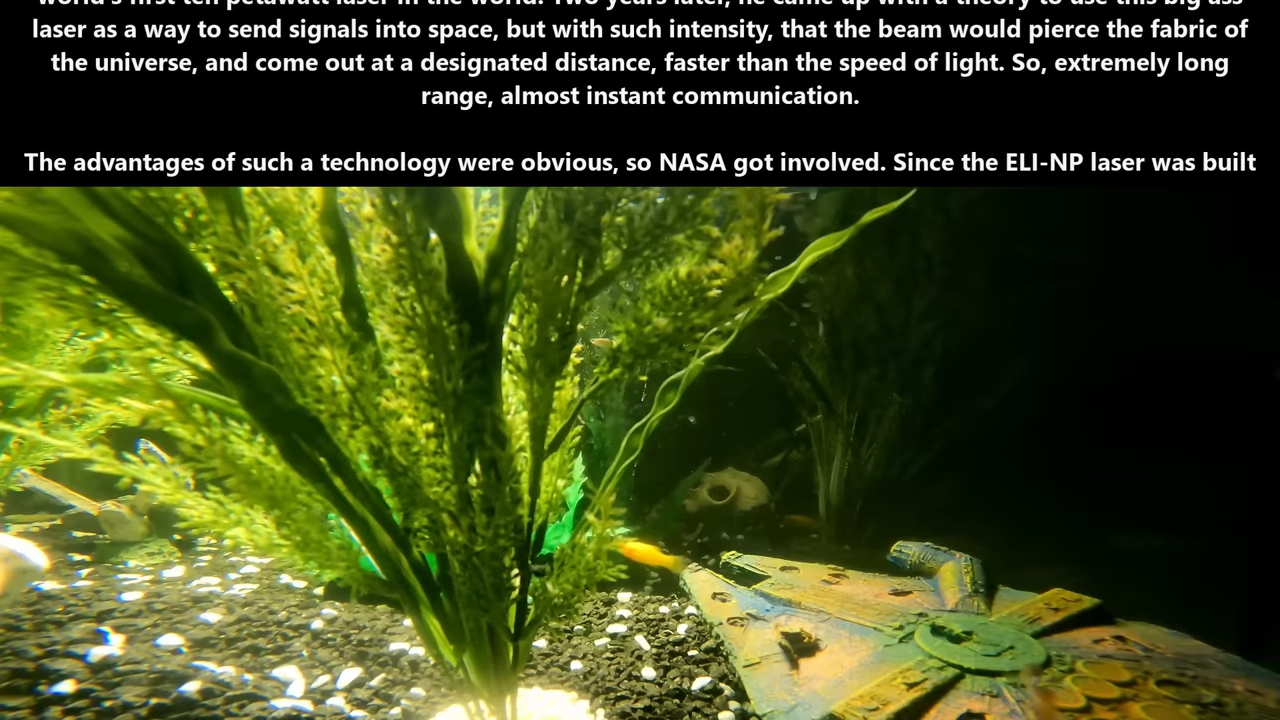 world's first ten petawatt laser in the world. Two years later, he came up with a theory to use this big ass
laser as a way to send signals into space, but with such intensity, that the beam would pierce the fabric of
the universe, and come out at a designated distance, faster than the speed of light. So, extremely long
range, almost instant communication.
The advantages of such a technology were obvious, so NASA got involved. Since the ELI-NP laser was built